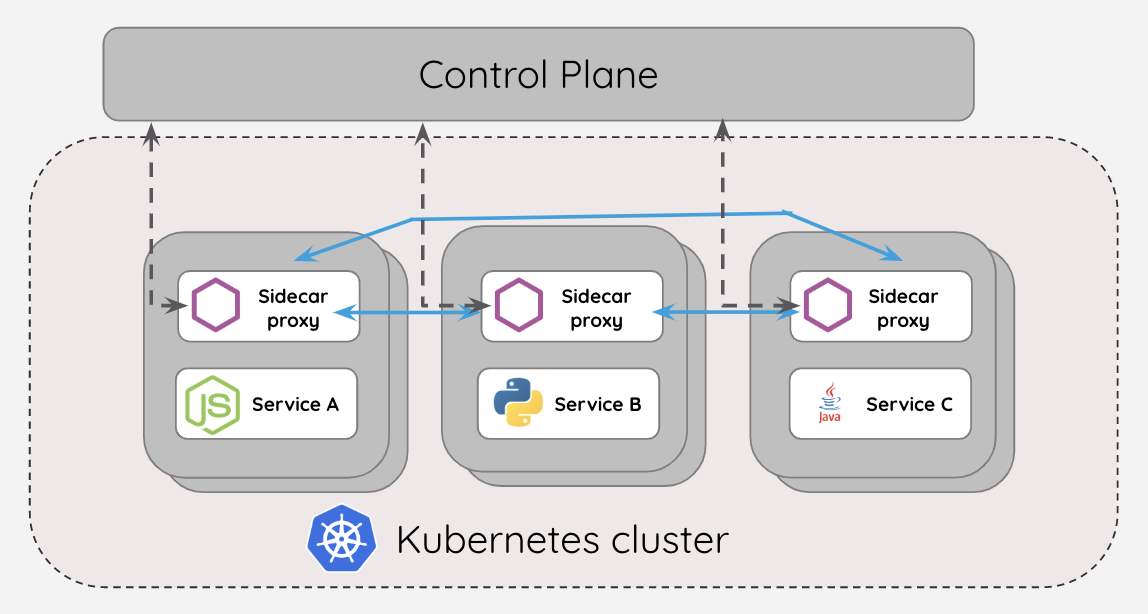 Control Plane
Sidecar
proxy
Sidecar
proxy
Sidecar
proxy
JS
Service A
Service B
Java
Service C
Kubernetes cluster